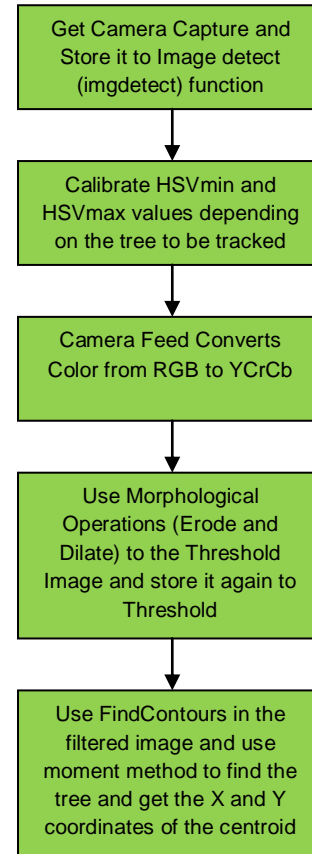 Get Camera Capture and
Store it to Image detect
(imgdetect) function
Calibrate HSVmin and
HSVmax values depending
on the tree to be tracked
Camera Feed Converts
Color from RGB to YCrCb
Use Morphological
Operations (Erode and
Dilate) to the Threshold
Image and store it again to
Threshold
Use FindContours in the
filtered image and use
moment method to find the
tree and get the X and Y
coordinates of the centroid